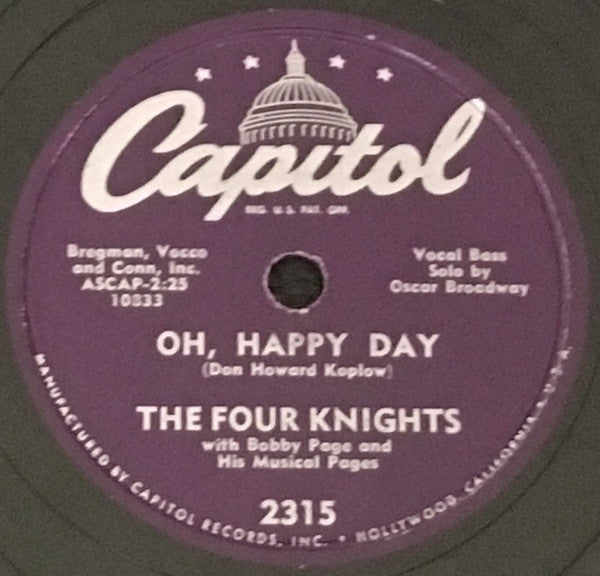 Capitol
REG. U.S. PAT. OFF.
Bregman, Vocco
and Conn, Inc.
ASCAP-2:25
10833
Vocal Bass
Solo by
Oscar Broadway
OH, HAPPY DAY
(Don Howard Koplow)
THE FOUR KNIGHTS
with Bobby Page and
His Musical Pages
2315
MANUFACTURED BY CAPITOL RECORDS, INC. • HOLLYWOOD, CALIFORNIA, U.S.A.